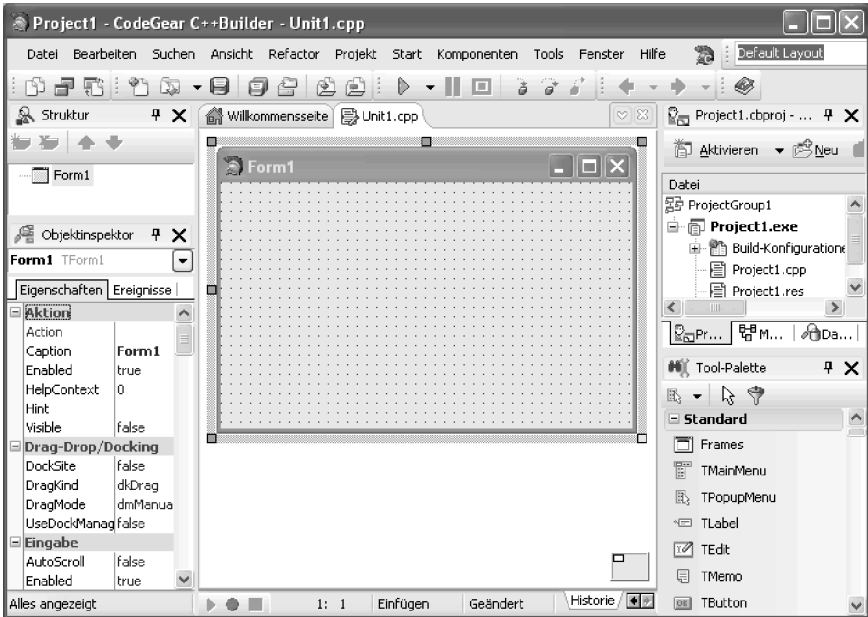 Project1 - CodeGear C++Builder - Unit1.cpp
Datei Bearbeiten Suchen Ansicht Refactor Projekt Start Komponenten Tools Fenster Hilfe Default Layout
Struktur
Form1
Objektinspektor
Form1 TForm1
Eigenschaften Ereignisse
Aktion
Action
Caption Form1
Enabled true
HelpContext 0
Hint
Visible false
Drag-Drop/Docking
DockSite false
DragKind dkDrag
DragMode dmManua
UseDockManag false
Eingabe
AutoScroll false
Enabled true
Alles angezeigt
Willkommensseite Unit1.cpp
Form1
1: 1 Einfügen Geändert Historie
Project1.cbproj - ...
Aktivieren Neu
Datei
ProjectGroup1
Project1.exe
Build-Konfiguratione
Project1.cpp
Project1.res
Pr... M... Da...
Tool-Palette
Standard
Frames
TMainMenu
TPopupMenu
TLabel
TEdit
TMemo
TButton